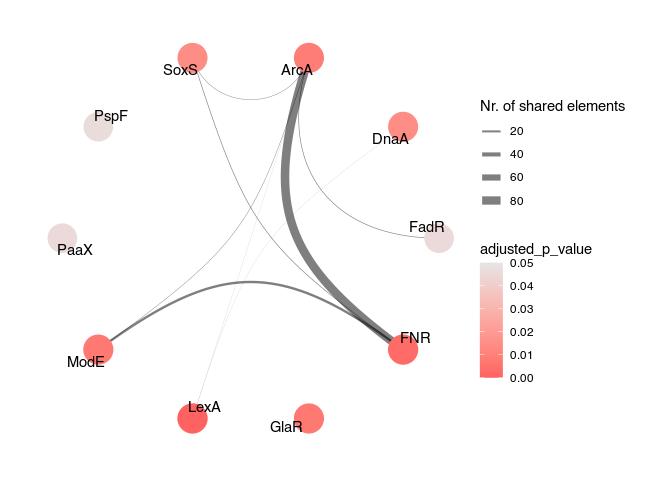 SoxS
ArcA
PspF
DnaA
FadR
PaaX
FNR
ModE
LexA
GlaR
Nr. of shared elements
20
40
60
80
adjusted_p_value
0.05
0.04
0.03
0.02
0.01
0.00